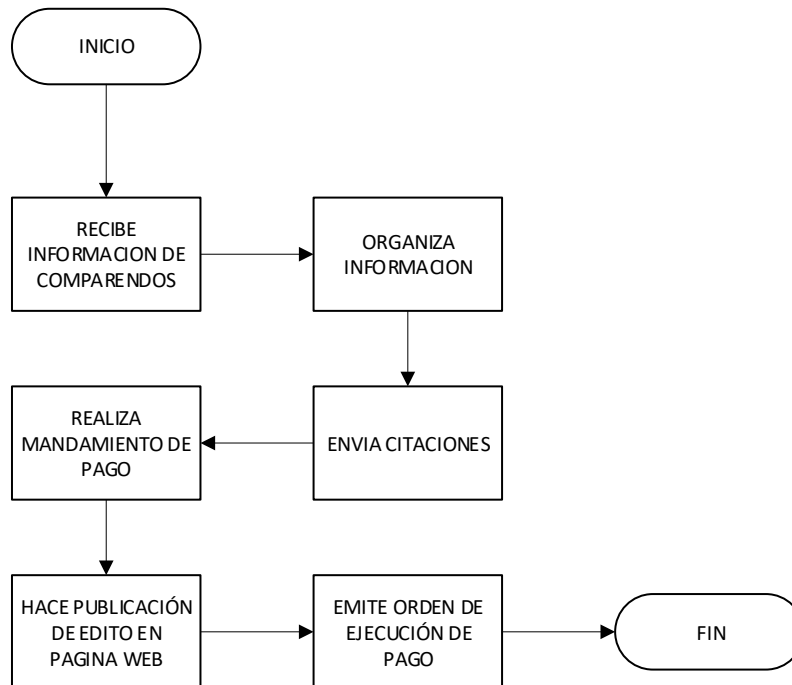 INICIO
RECIBE
INFORMACION DE
COMPARENDOS
ORGANIZA
INFORMACION
ENVIA CITACIONES
REALIZA
MANDAMIENTO DE
PAGO
HACE PUBLICACIÓN
DE EDITO EN
PAGINA WEB
EMITE ORDEN DE
EJECUCIÓN DE
PAGO
FIN